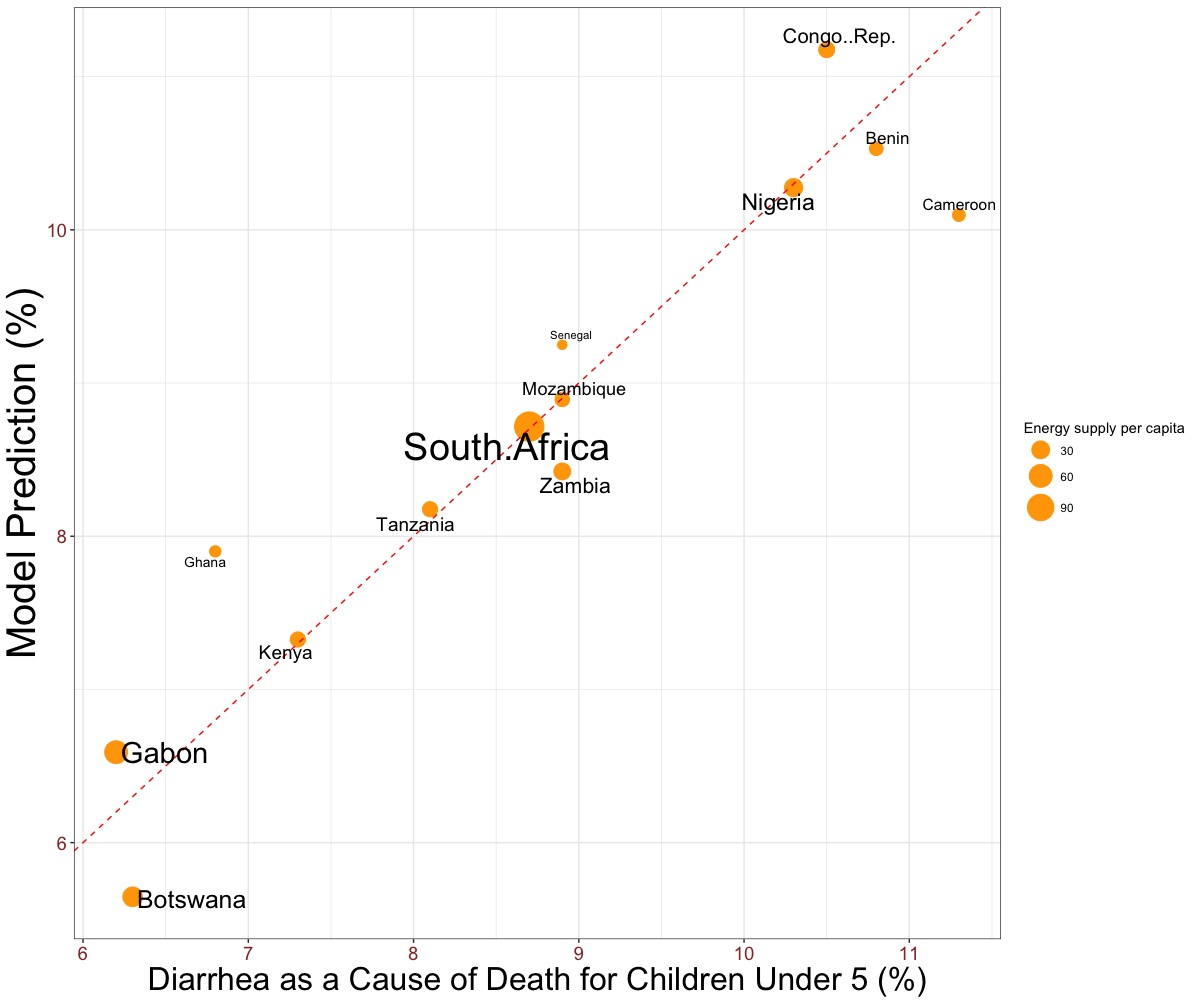 Congo..Rep.
Benin
Nigeria
Cameroon
Senegal
Mozambique
South.Africa
Zambia
Tanzania
Ghana
Kenya
Gabon
Botswana
10
8
6
6
7
8
9
10
11
Model Prediction (%)
Diarrhea as a Cause of Death for Children Under 5 (%)
Energy supply per capita
30
60
90